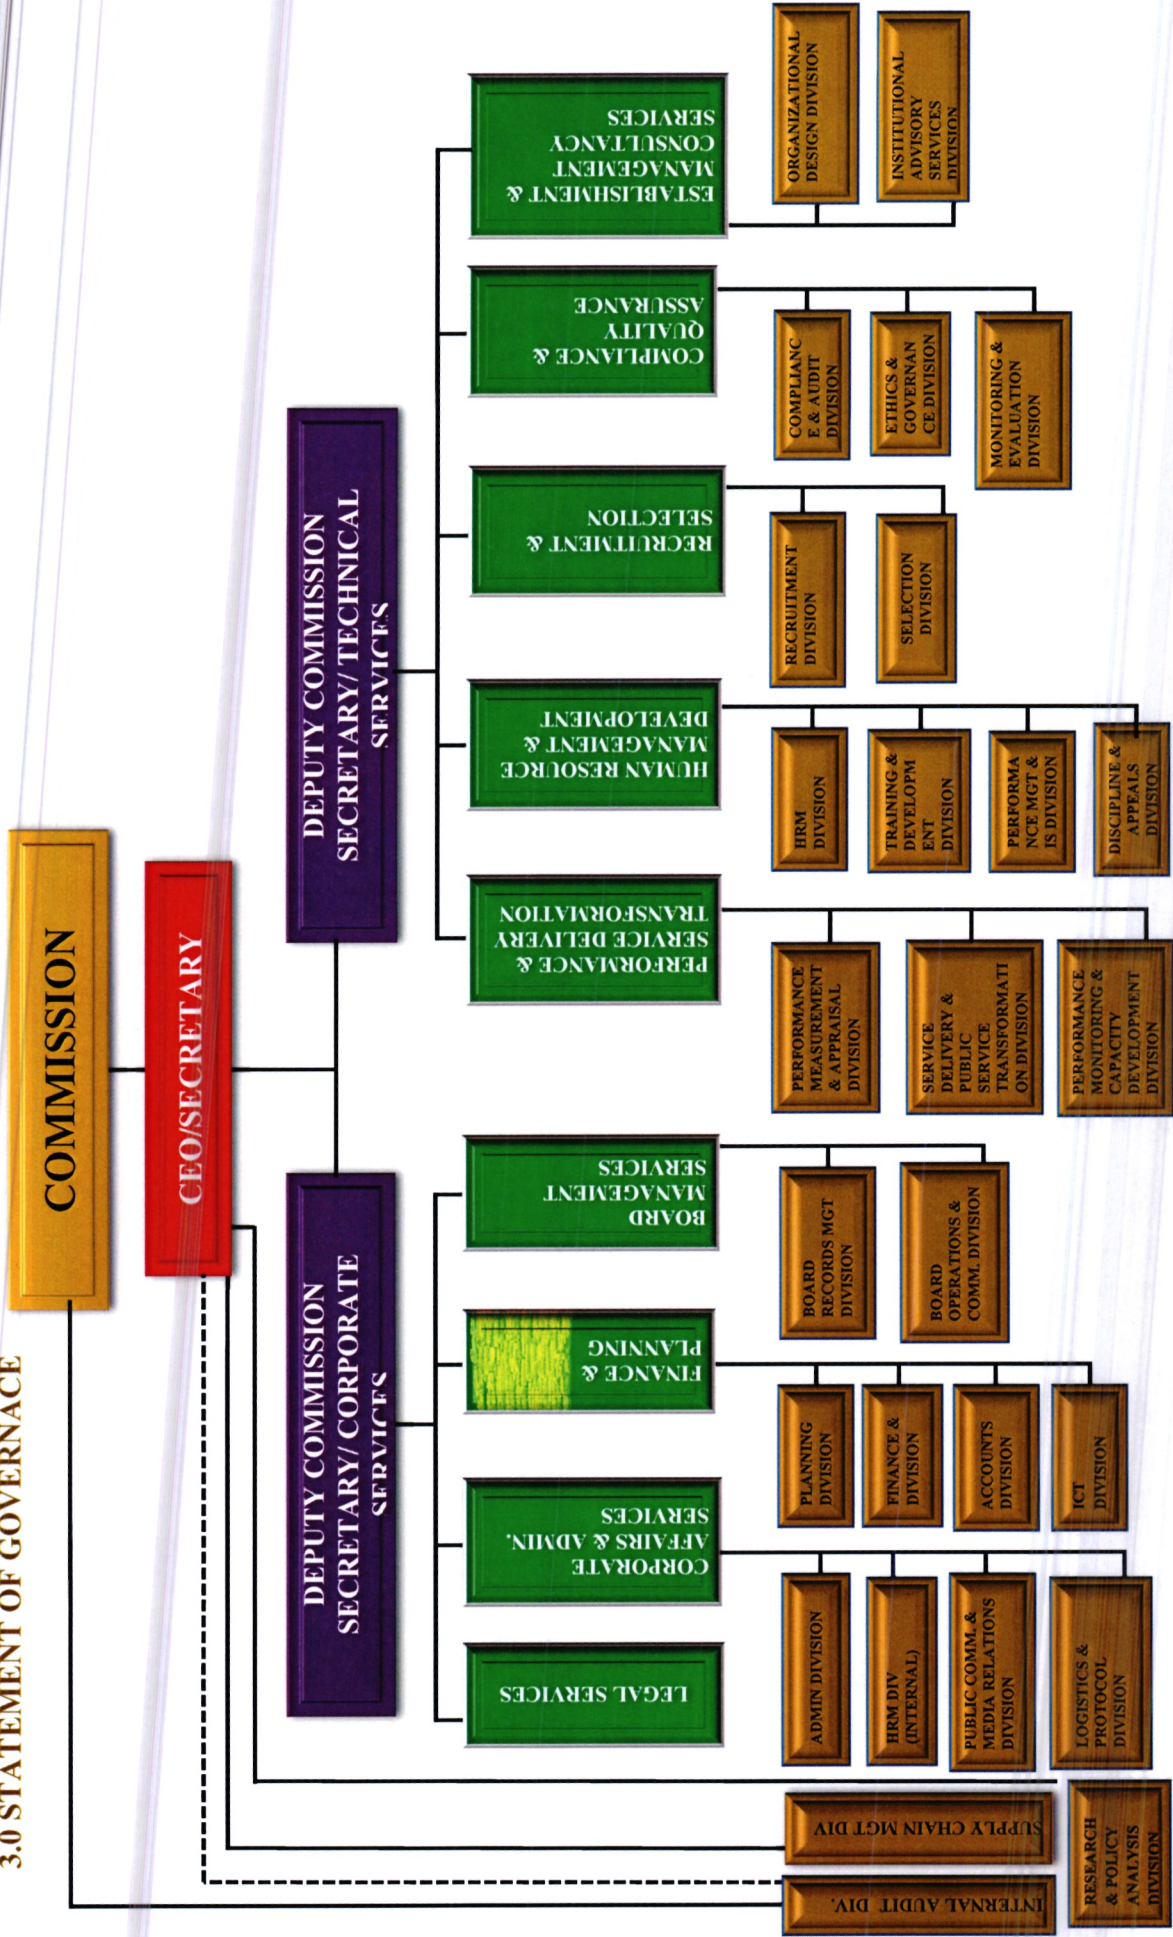 3.0 STATEMENT OF GOVERNACE
COMMISSION
CEO/SECRETARY
DEPUTY COMMISSION
SECRETARY/ CORPORATE
SERVICES
DEPUTY COMMISSION
SECRETARY/ TECHNICAL
SERVICES
LEGAL SERVICES
CORPORATE
AFFAIRS & ADMIN.
SERVICES
FINANCE &
PLANNING
BOARD
MANAGEMENT
SERVICES
PERFORMANCE &
SERVICE DELIVERY
TRANSFORMATION
HUMAN RESOURCE
MANAGEMENT &
DEVELOPMENT
RECRUITMENT &
SELECTION
COMPLIANCE &
QUALITY
ASSURANCE
ESTABLISHMENT &
MANAGEMENT
CONSULTANCY
SERVICES
INTERNAL AUDIT DIV.
SUPPLY CHAIN MGT DIV
RESEARCH
& POLICY
ANALYSIS
DIVISION
ADMIN DIVISION
HRM DIV
(INTERNAL)
PUBLIC COMM. &
MEDIA RELATIONS
DIVISION
LOGISTICS &
PROTOCOL
DIVISION
PLANNING
DIVISION
FINANCE &
DIVISION
ACCOUNTS
DIVISION
ICT
DIVISION
BOARD
RECORDS MGT
DIVISION
BOARD
OPERATIONS &
COMM. DIVISION
PERFORMANCE
MEASUREMENT
& APPRAISAL
DIVISION
SERVICE
DELIVERY &
PUBLIC
SERVICE
TRANSFORMATI
ON DIVISION
PERFORMANCE
MONITORING &
CAPACITY
DEVELOPMENT
DIVISION
HRM
DIVISION
TRAINING &
DEVELOPM
ENT
DIVISION
PERFORMA
NCE MGT &
IS DIVISION
DISCIPLINE &
APPEALS
DIVISION
RECRUITMENT
DIVISION
SELECTION
DIVISION
COMPLIANC
E & AUDIT
DIVISION
ETHICS &
GOVERNAN
CE DIVISION
MONITORING &
EVALUATION
DIVISION
ORGANIZATIONAL
DESIGN DIVISION
INSTITUTIONAL
ADVISORY
SERVICES
DIVISION